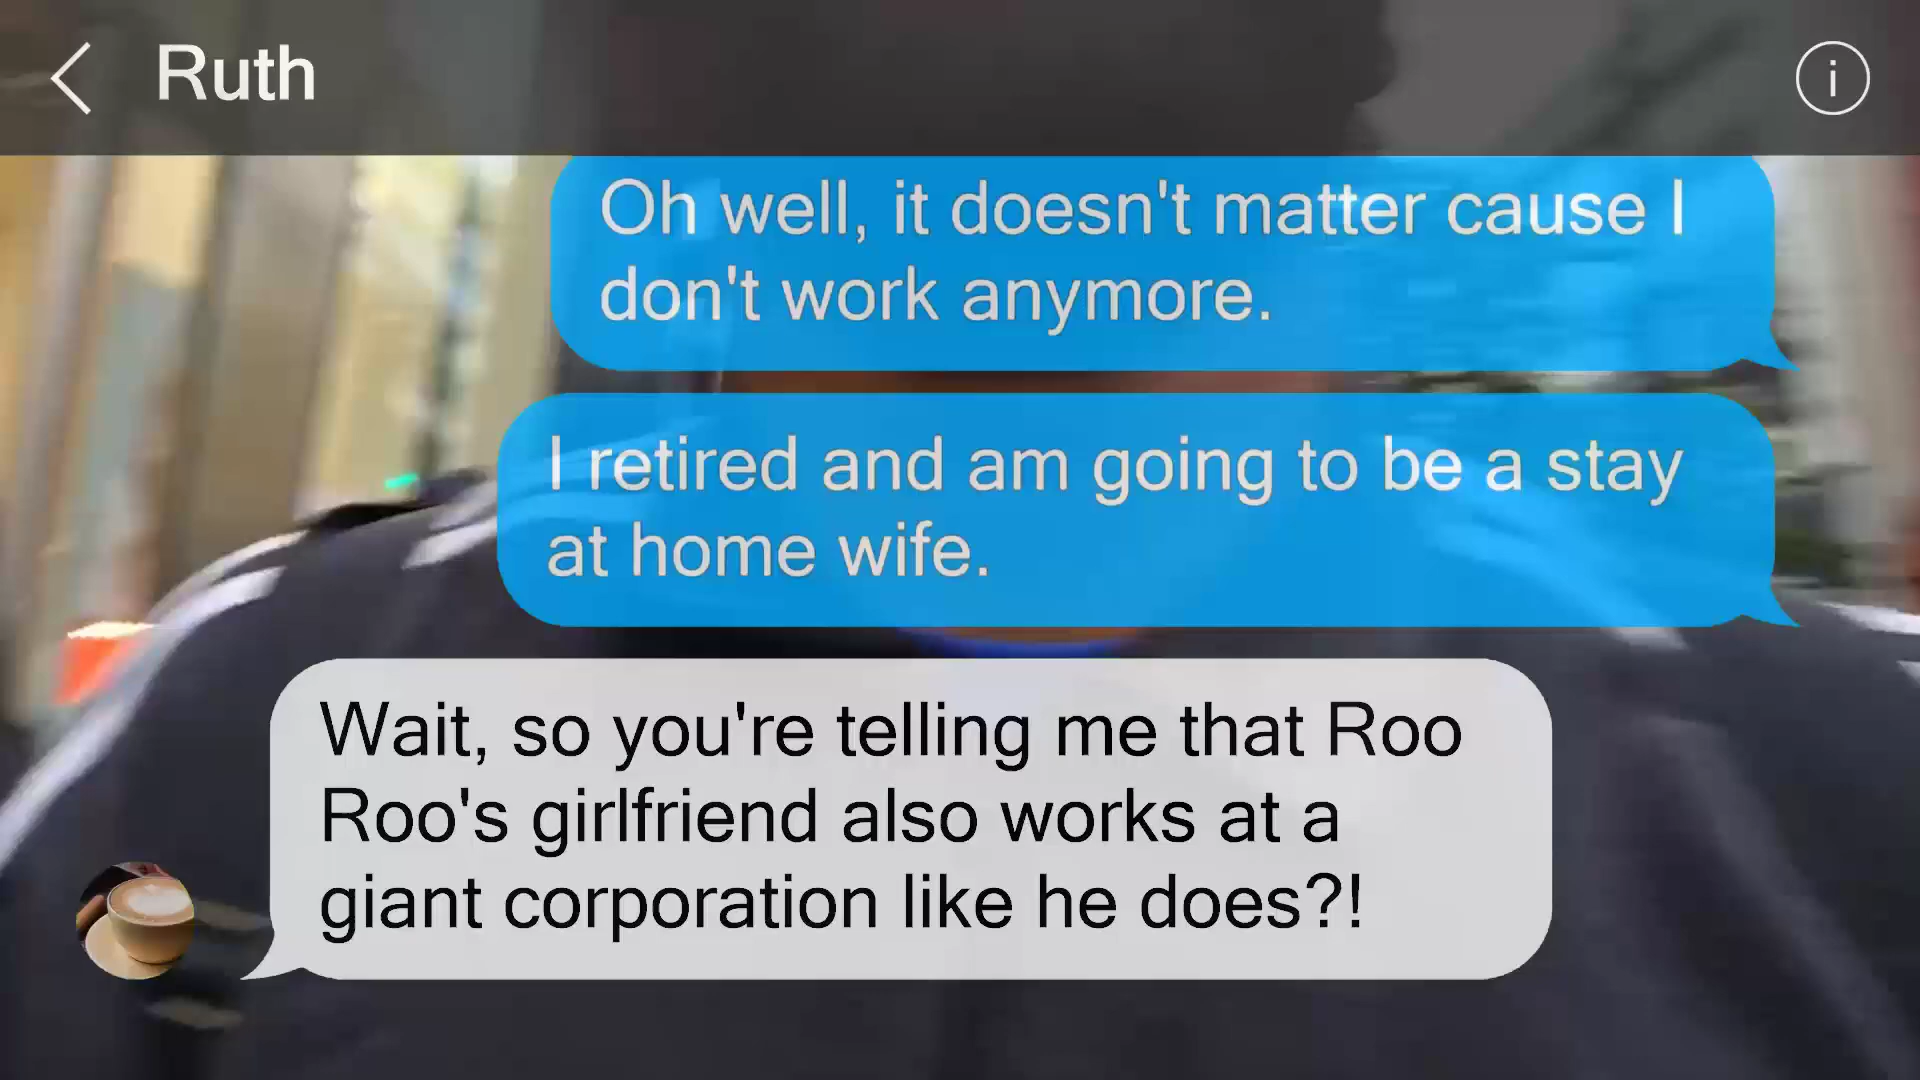 Ruth
Oh well, it doesn't matter cause I
don't work anymore.
I retired and am going to be a stay
at home wife.
Wait, so you're telling me that Roo
Roo's girlfriend also works at a
giant corporation like he does?!